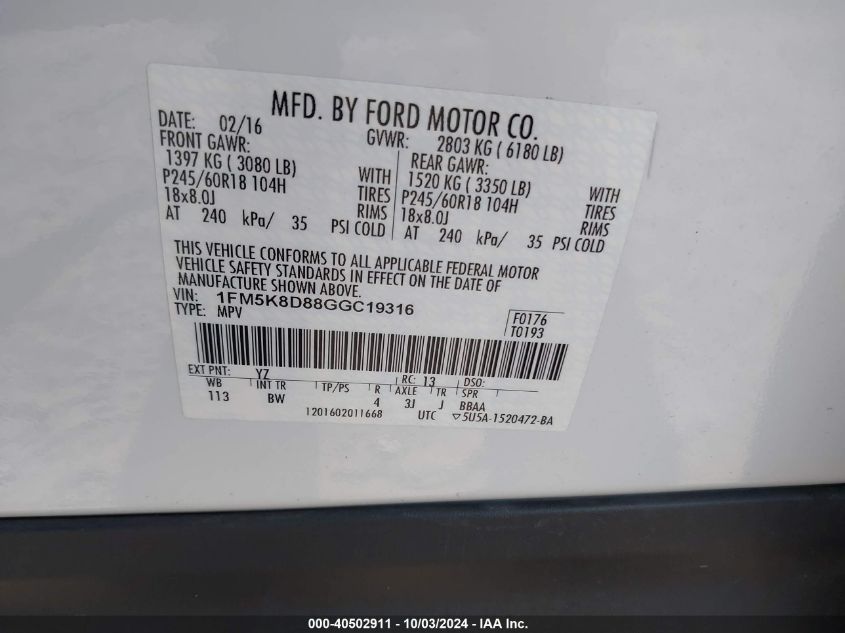 MFD. BY FORD MOTOR CO.
DATE: 02/16 GVWR: 2803 KG ( 6180 LB)
FRONT GAWR: REAR GAWR:
1397 KG ( 3080 LB) WITH 1520 KG ( 3350 LB) WITH
P245/60R18 104H TIRES P245/60R18 104H TIRES
18x8.0J RIMS 18x8.0J RIMS
AT 240 kPa/ 35 PSI COLD AT 240 kPa/ 35 PSI COLD
THIS VEHICLE CONFORMS TO ALL APPLICABLE FEDERAL MOTOR
VEHICLE SAFETY STANDARDS IN EFFECT ON THE DATE OF
MANUFACTURE SHOWN ABOVE.
VIN: 1FM5K8D88GGC19316
TYPE: MPV
F0176
T0193
EXT PNT: YZ RC: 13 DSO:
WB INT TR TP/PS R AXLE TR SPR
113 BW 4 3J J BBAA
1201602011668 UTC ▽5U5A-1520472-BA
000-40502911 - 10/03/2024 - IAA Inc.